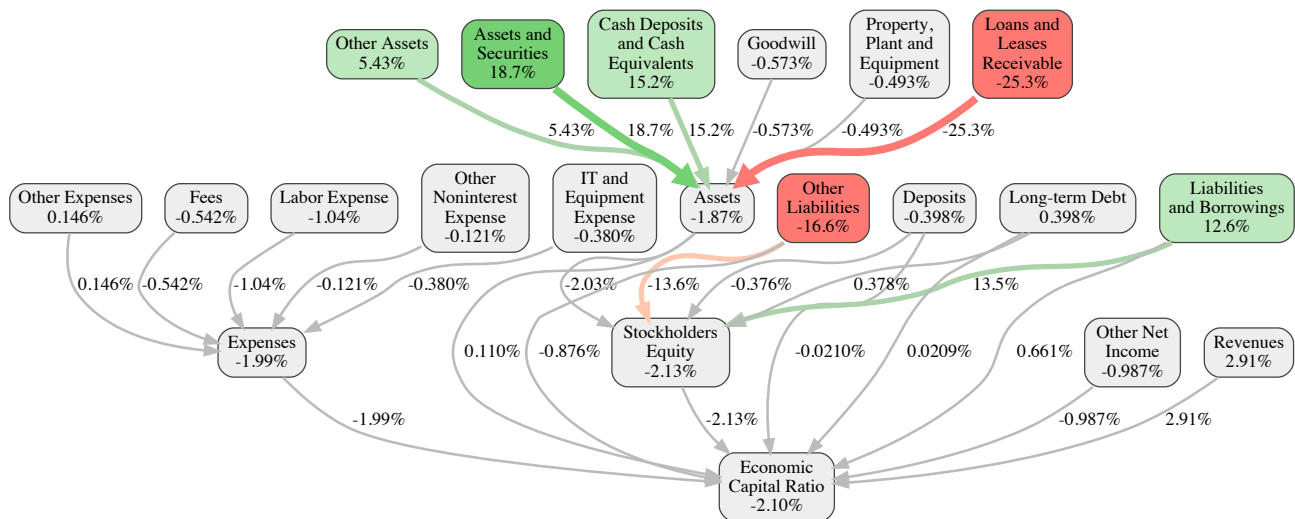 Other Assets
5.43%
Assets and
Securities
18.7%
Cash Deposits
and Cash
Equivalents
15.2%
Goodwill
-0.573%
Property,
Plant and
Equipment
-0.493%
Loans and
Leases
Receivable
-25.3%
5.43%
18.7%
15.2%
-0.573%
-0.493%
-25.3%
Other Expenses
0.146%
Fees
-0.542%
Labor Expense
-1.04%
Other
Noninterest
Expense
-0.121%
IT and
Equipment
Expense
-0.380%
Assets
-1.87%
Other
Liabilities
-16.6%
Deposits
-0.398%
Long-term Debt
0.398%
Liabilities
and Borrowings
12.6%
0.146%
-0.542%
-1.04%
-0.121%
-0.380%
-2.03%
-13.6%
-0.376%
0.378%
13.5%
Expenses
-1.99%
0.110%
-0.876%
Stockholders
Equity
-2.13%
-0.0210%
0.0209%
0.661%
Other Net
Income
-0.987%
Revenues
2.91%
-1.99%
-2.13%
-0.987%
2.91%
Economic
Capital Ratio
-2.10%